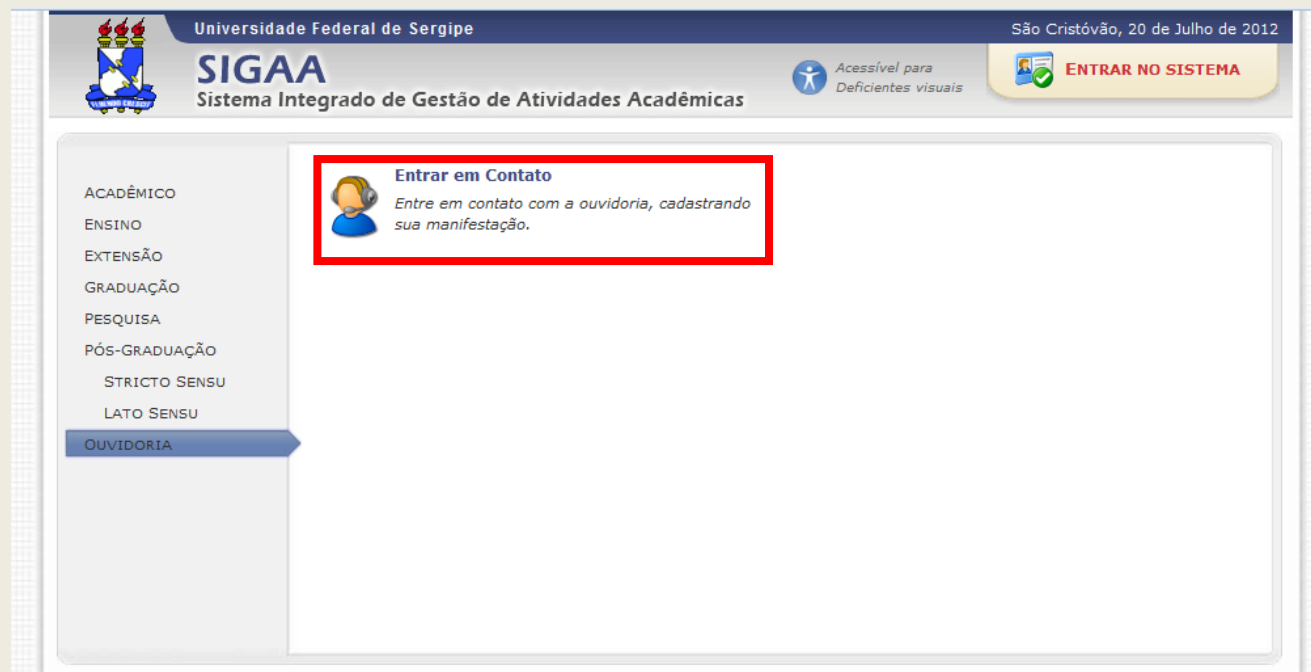 Universidade Federal de Sergipe
São Cristóvão, 20 de Julho de 2012
SIGAA
Sistema Integrado de Gestão de Atividades Acadêmicas
Acessível para
Deficientes visuais
ENTRAR NO SISTEMA
ACADÊMICO
ENSINO
EXTENSÃO
GRADUAÇÃO
PESQUISA
PÓS-GRADUAÇÃO
STRICTO SENSU
LATO SENSU
OUVIDORIA
Entrar em Contato
Entre em contato com a ouvidoria, cadastrando
sua manifestação.